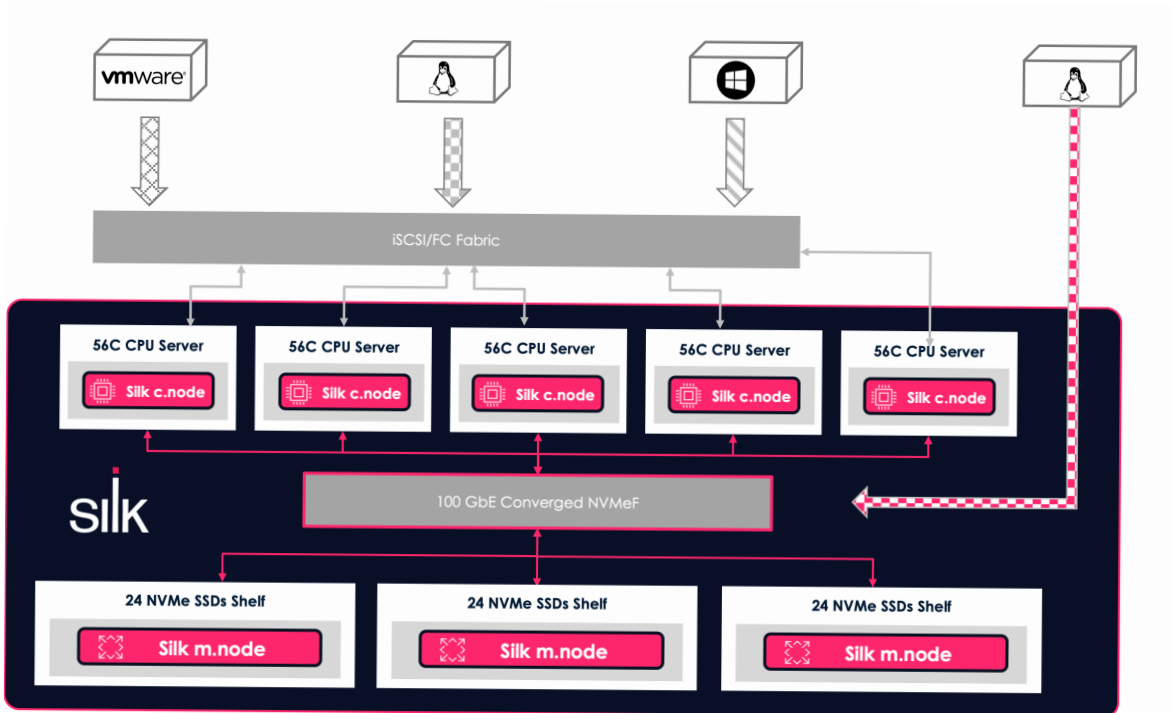 vmware®
iSCSI/FC Fabric
56C CPU Server
56C CPU Server
56C CPU Server
56C CPU Server
56C CPU Server
Silk c.node
Silk c.node
Silk c.node
Silk c.node
Silk c.node
silk
100 GbE Converged NVMeF
24 NVMe SSDs Shelf
24 NVMe SSDs Shelf
24 NVMe SSDs Shelf
Silk m.node
Silk m.node
Silk m.node